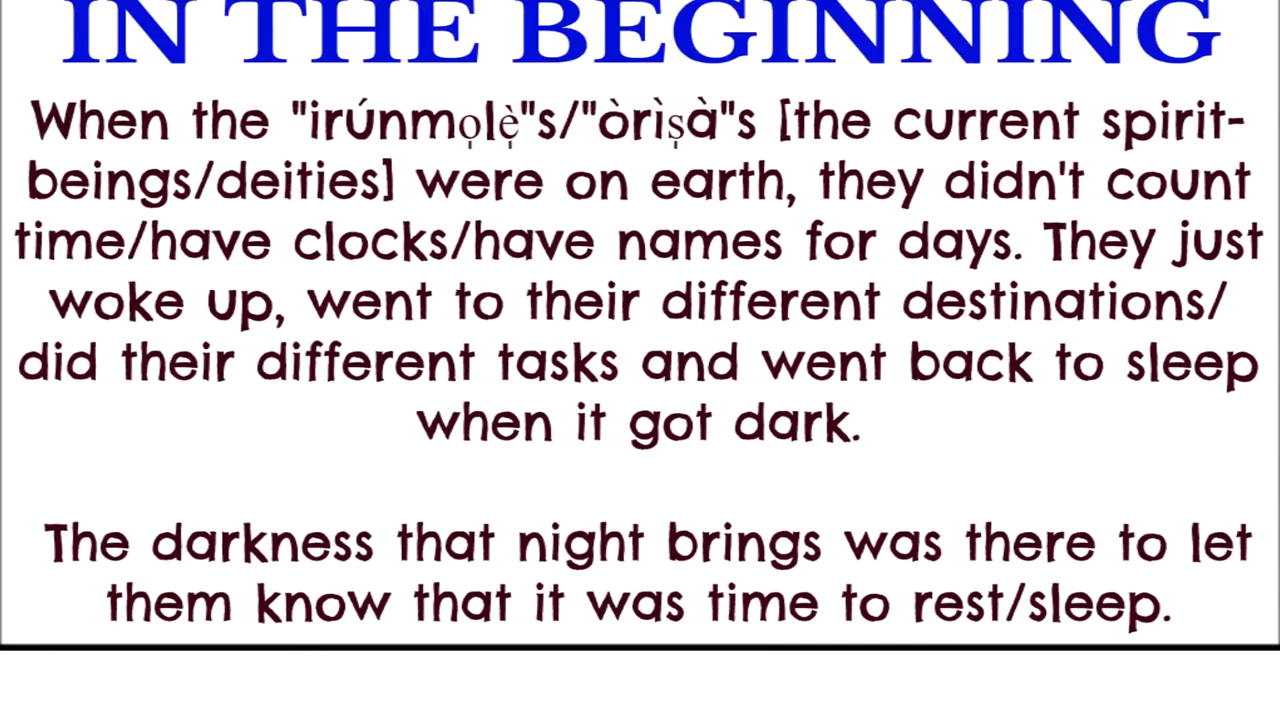 IN THE BEGINNING
When the "irúnmọlẹ̀"s/"òrìṣà"s [the current spirit-
beings/deities] were on earth, they didn't count
time/have clocks/have names for days. They just
woke up, went to their different destinations/
did their different tasks and went back to sleep
when it got dark.
The darkness that night brings was there to let
them know that it was time to rest/sleep.